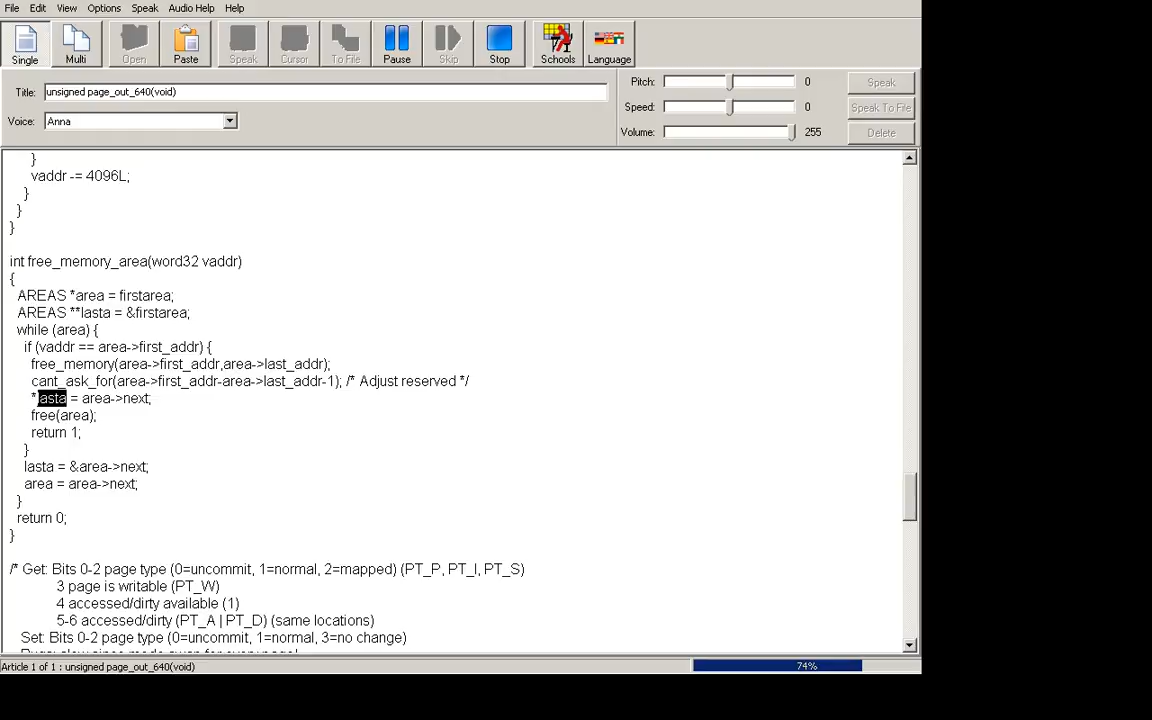 File Edit View Options Speak Audio Help Help
Single Multi Open Paste Speak Cursor To File Pause Skip Stop Schools Language
Title: unsigned page_out_640(void)
Voice: Anna
Pitch: 0 Speak
Speed: 0 Speak To File
Volume: 255 Delete
}
vaddr -= 4096L;
}
}
}
int free_memory_area(word32 vaddr)
{
AREAS *area = firstarea;
AREAS **lasta = &firstarea;
while (area) {
if (vaddr == area->first_addr) {
free_memory(area->first_addr,area->last_addr);
cant_ask_for(area->first_addr-area->last_addr-1); /* Adjust reserved */
*lasta = area->next;
free(area);
return 1;
}
lasta = &area->next;
area = area->next;
}
return 0;
}
/* Get: Bits 0-2 page type (0=uncommit, 1=normal, 2=mapped) (PT_P, PT_I, PT_S)
3 page is writable (PT_W)
4 accessed/dirty available (1)
5-6 accessed/dirty (PT_A | PT_D) (same locations)
Set: Bits 0-2 page type (0=uncommit, 1=normal, 3=no change)
Article 1 of 1 : unsigned page_out_640(void) 74%